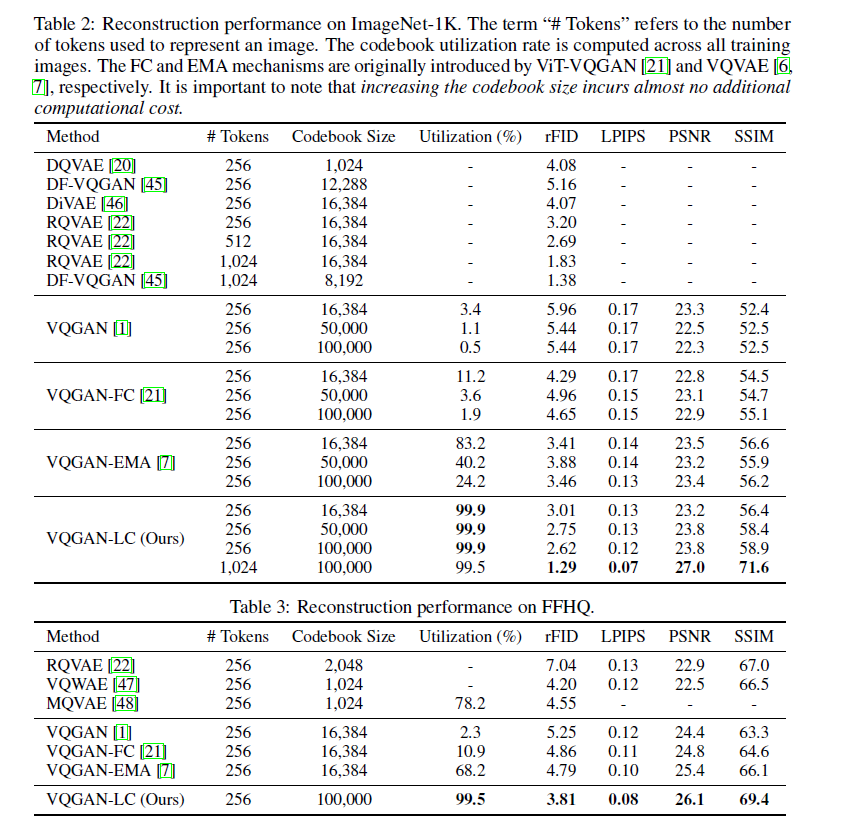 Table 2: Reconstruction performance on ImageNet-1K. The term “# Tokens” refers to the number
of tokens used to represent an image. The codebook utilization rate is computed across all training
images. The FC and EMA mechanisms are originally introduced by ViT-VQGAN [21] and VQVAE [6,
7], respectively. It is important to note that increasing the codebook size incurs almost no additional
computational cost.
Method # Tokens Codebook Size Utilization (%) rFID LPIPS PSNR SSIM
DQVAE [20] 256 1,024 - 4.08 - - -
DF-VQGAN [45] 256 12,288 - 5.16 - - -
DiVAE [46] 256 16,384 - 4.07 - - -
RQVAE [22] 256 16,384 - 3.20 - - -
RQVAE [22] 512 16,384 - 2.69 - - -
RQVAE [22] 1,024 16,384 - 1.83 - - -
DF-VQGAN [45] 1,024 8,192 - 1.38 - - -
256 16,384 3.4 5.96 0.17 23.3 52.4
VQGAN [1] 256 50,000 1.1 5.44 0.17 22.5 52.5
256 100,000 0.5 5.44 0.17 22.3 52.5
256 16,384 11.2 4.29 0.17 22.8 54.5
VQGAN-FC [21] 256 50,000 3.6 4.96 0.15 23.1 54.7
256 100,000 1.9 4.65 0.15 22.9 55.1
256 16,384 83.2 3.41 0.14 23.5 56.6
VQGAN-EMA [7] 256 50,000 40.2 3.88 0.14 23.2 55.9
256 100,000 24.2 3.46 0.13 23.4 56.2
256 16,384 99.9 3.01 0.13 23.2 56.4
256 50,000 99.9 2.75 0.13 23.8 58.4
VQGAN-LC (Ours)
256 100,000 99.9 2.62 0.12 23.8 58.9
1,024 100,000 99.5 1.29 0.07 27.0 71.6
Table 3: Reconstruction performance on FFHQ.
Method # Tokens Codebook Size Utilization (%) rFID LPIPS PSNR SSIM
RQVAE [22] 256 2,048 - 7.04 0.13 22.9 67.0
VQWAE [47] 256 1,024 - 4.20 0.12 22.5 66.5
MQVAE [48] 256 1,024 78.2 4.55 - - -
VQGAN [1] 256 16,384 2.3 5.25 0.12 24.4 63.3
VQGAN-FC [21] 256 16,384 10.9 4.86 0.11 24.8 64.6
VQGAN-EMA [7] 256 16,384 68.2 4.79 0.10 25.4 66.1
VQGAN-LC (Ours) 256 100,000 99.5 3.81 0.08 26.1 69.4